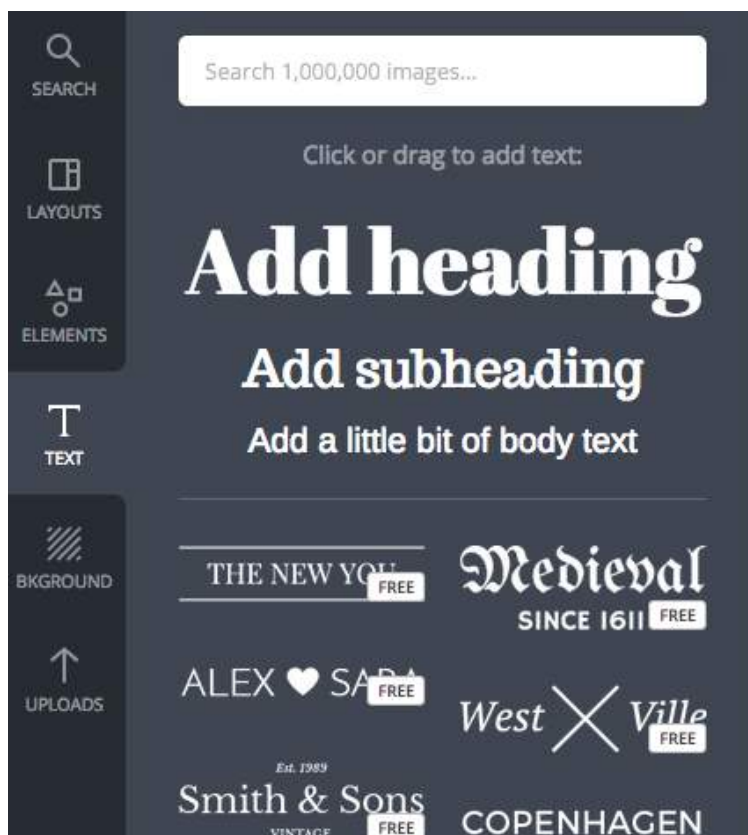 SEARCH
Search 1,000,000 images...
Click or drag to add text:
LAYOUTS
Add heading
ELEMENTS
Add subheading
TEXT
Add a little bit of body text
BKGROUND
THE NEW YOU
FREE
Medieval
SINCE 1611
FREE
UPLOADS
ALEX ♥ SARA
FREE
West Ville
FREE
Est. 1989
Smith & Sons
VINTAGE
FREE
COPENHAGEN